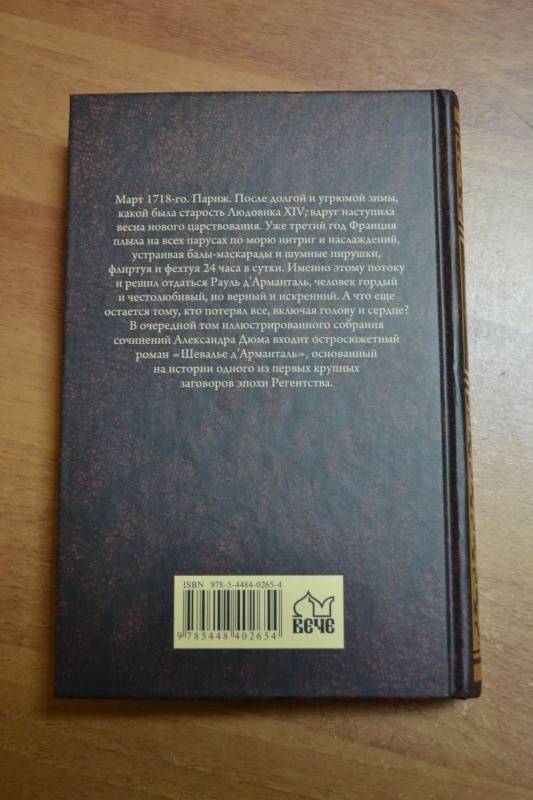 Март 1718-го. Париж. После долгой и угрюмой зимы,
какой была старость Людовика XIV; вдруг наступила
весна нового царствования. Уже третий год Франция
плыла на всех парусах по морю интриг и наслаждений,
устраивая балы-маскарады и шумные пирушки,
флиртуя и фехтуя 24 часа в сутки. Именно этому потоку
и решил отдаться Рауль д’Арманталь, человек гордый
и честолюбивый, но верный и искренний. А что еще
остается тому, кто потерял все, включая голову и сердце?
В очередной том иллюстрированного собрания
сочинений Александра Дюма входит остросюжетный
роман «Шевалье д’Арманталь», основанный
на истории одного из первых крупных
заговоров эпохи Регентства.
ISBN 978-5-4484-0265-4
9 785448 402654
ВЕЧЕ